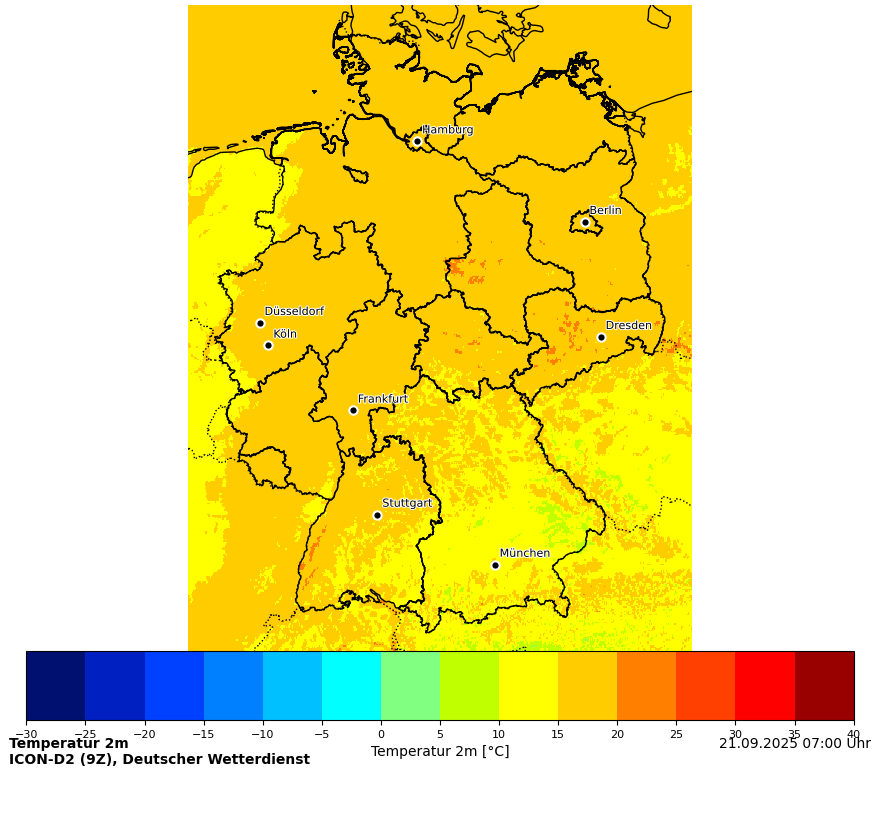 Hamburg
Berlin
Düsseldorf
Köln
Dresden
Frankfurt
Stuttgart
München
−30 −25 −20 −15 −10 −5 0 5 10 15 20 25 30 35 40
Temperatur 2m
Temperatur 2m [°C]
21.09.2025 07:00 Uhr
ICON-D2 (9Z), Deutscher Wetterdienst